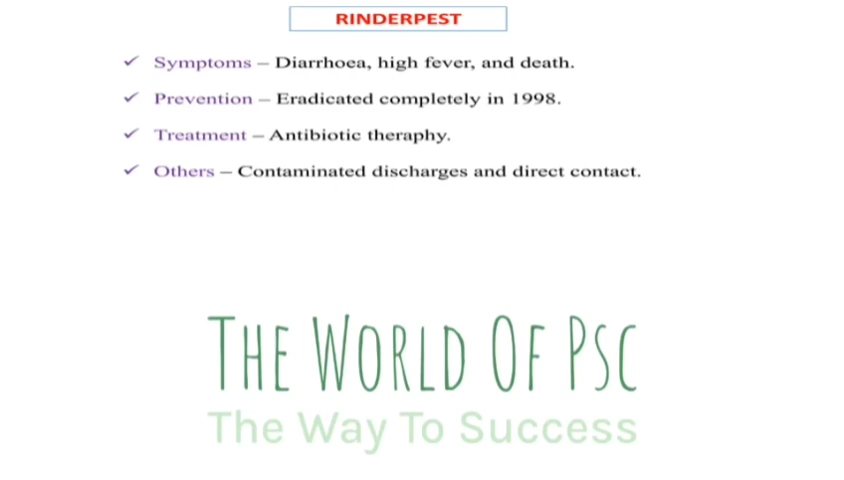 RINDERPEST
✓ Symptoms – Diarrhoea, high fever, and death.
✓ Prevention – Eradicated completely in 1998.
✓ Treatment – Antibiotic theraphy.
✓ Others – Contaminated discharges and direct contact.
The World Of Psc
The Way To Success